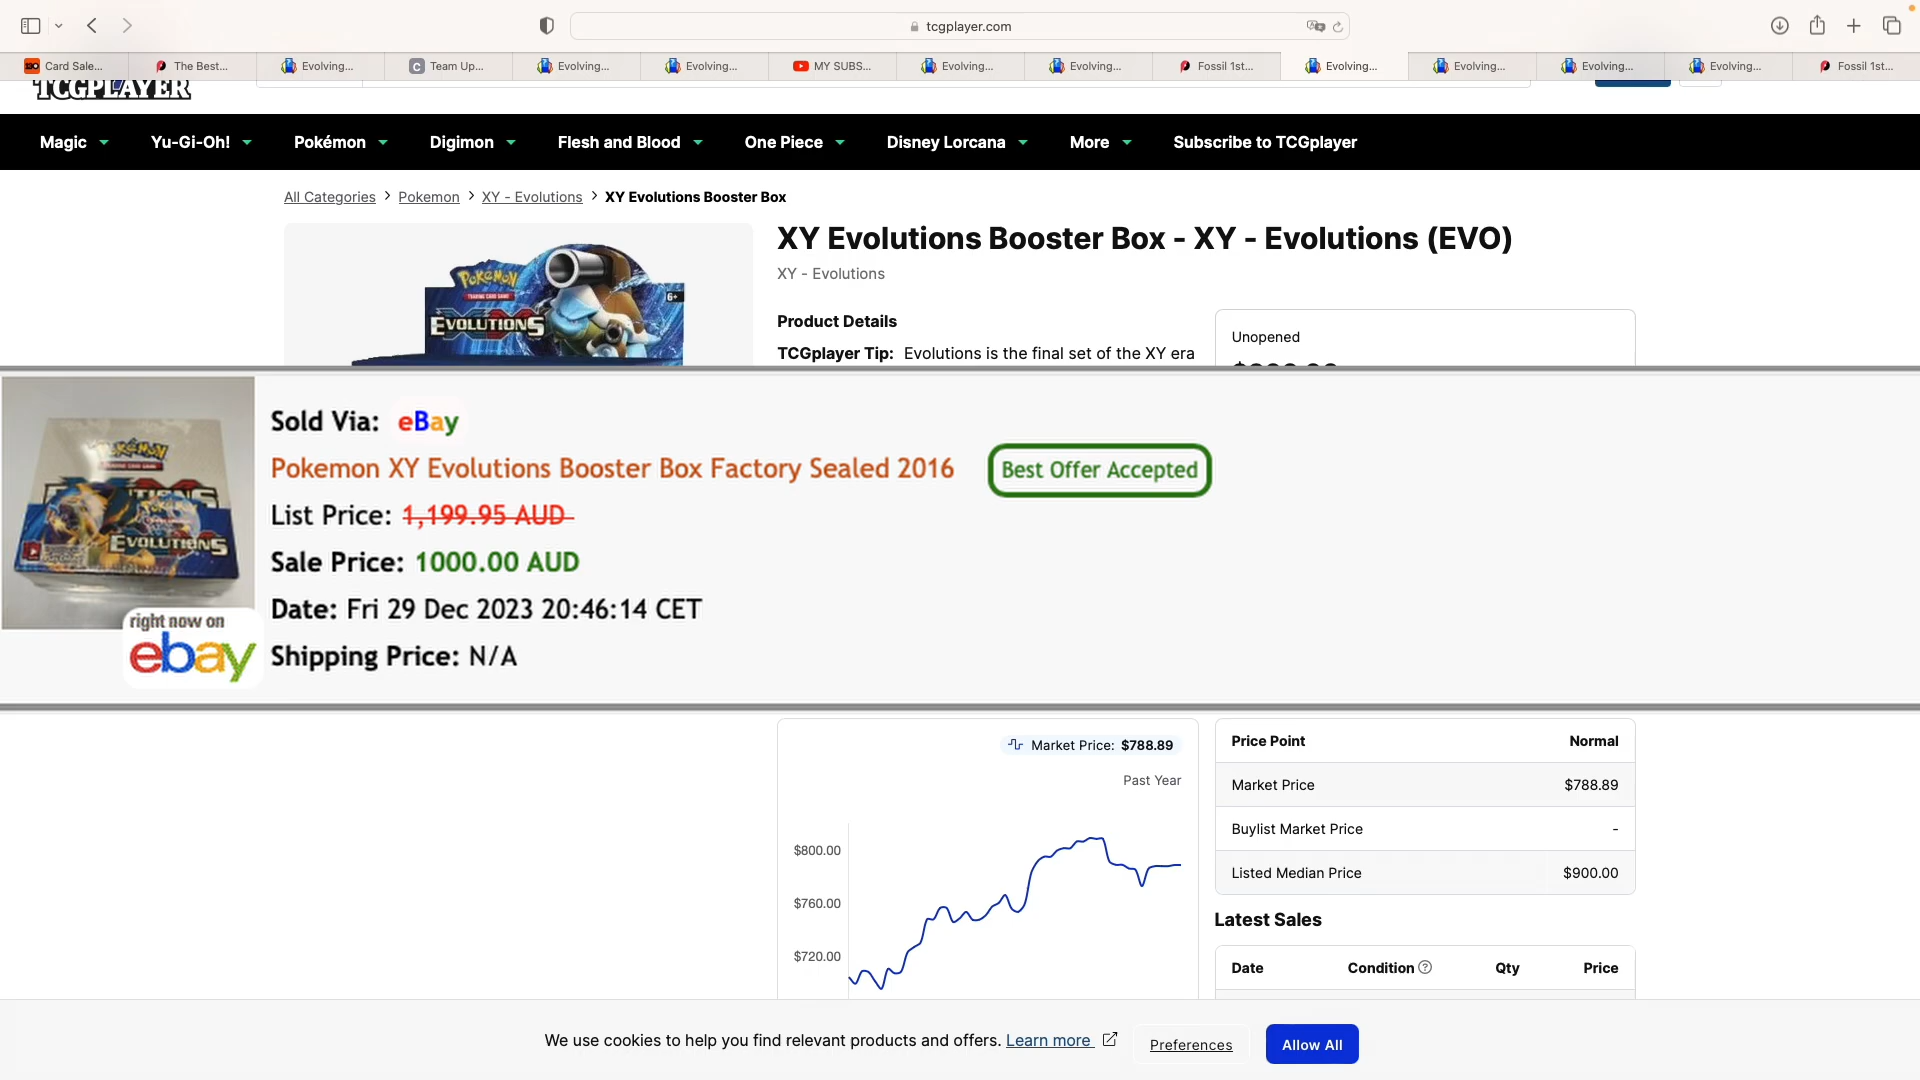 tcgplayer.com
Card Sale...
The Best...
Evolving...
Team Up...
Evolving...
Evolving...
MY SUBS...
Evolving...
Evolving...
Fossil 1st...
Evolving...
Evolving...
Evolving...
Evolving...
Fossil 1st...
TCGPLAYER
Magic
Yu-Gi-Oh!
Pokémon
Digimon
Flesh and Blood
One Piece
Disney Lorcana
More
Subscribe to TCGplayer
All Categories > Pokemon > XY - Evolutions > XY Evolutions Booster Box
POKéMON
EVOLUTIONS
6+
XY Evolutions Booster Box - XY - Evolutions (EVO)
XY - Evolutions
Product Details
TCGplayer Tip: Evolutions is the final set of the XY era
Unopened
POKéMON
EVOLUTIONS
right now on
ebay
Sold Via: eBay
Pokemon XY Evolutions Booster Box Factory Sealed 2016
Best Offer Accepted
List Price: 1,199.95 AUD
Sale Price: 1000.00 AUD
Date: Fri 29 Dec 2023 20:46:14 CET
Shipping Price: N/A
Market Price: $788.89
Past Year
$800.00
$760.00
$720.00
Price Point Normal
Market Price $788.89
Buylist Market Price -
Listed Median Price $900.00
Latest Sales
Date Condition Qty Price
We use cookies to help you find relevant products and offers. Learn more
Preferences
Allow All